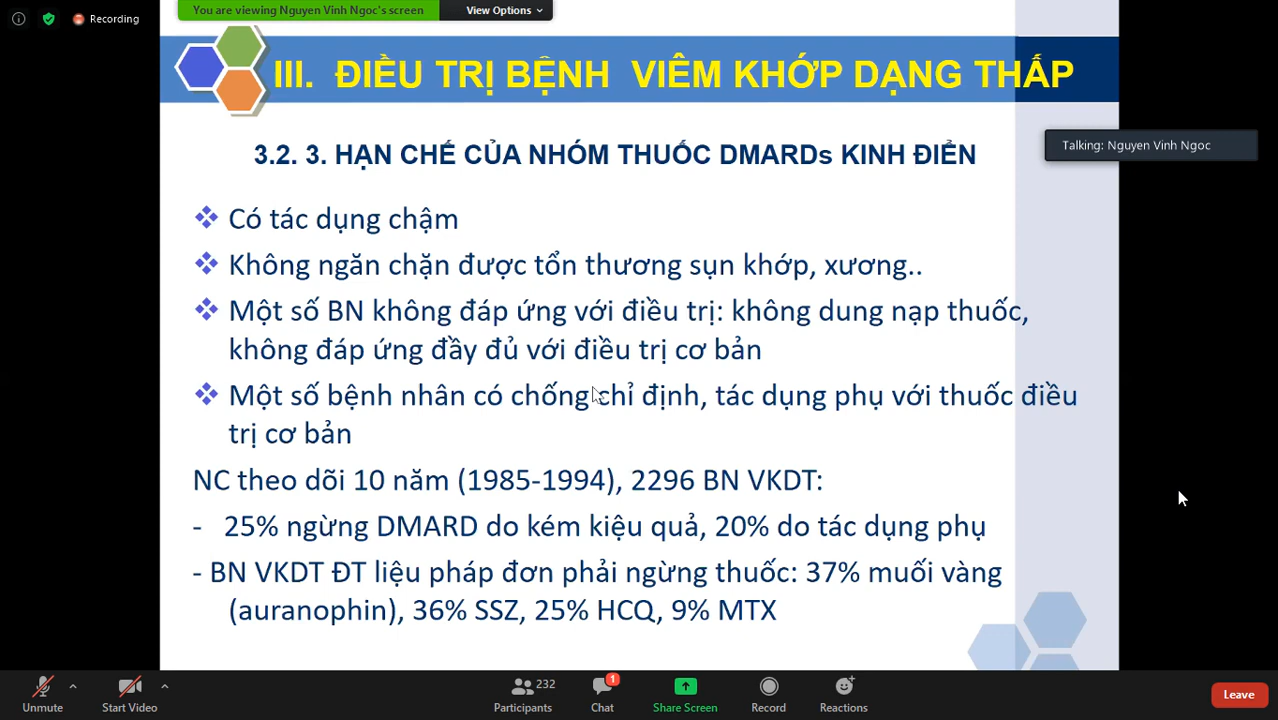 Recording
You are viewing Nguyen Vinh Ngoc's screen
View Options
III. ĐIỀU TRỊ BỆNH VIÊM KHỚP DẠNG THẤP
Talking: Nguyen Vinh Ngoc
3.2. 3. HẠN CHẾ CỦA NHÓM THUỐC DMARDs KINH ĐIỂN
Có tác dụng chậm
Không ngăn chặn được tổn thương sụn khớp, xương..
Một số BN không đáp ứng với điều trị: không dung nạp thuốc,
không đáp ứng đầy đủ với điều trị cơ bản
Một số bệnh nhân có chống chỉ định, tác dụng phụ với thuốc điều
trị cơ bản
NC theo dõi 10 năm (1985-1994), 2296 BN VKDT:
- 25% ngừng DMARD do kém kiệu quả, 20% do tác dụng phụ
- BN VKDT ĐT liệu pháp đơn phải ngừng thuốc: 37% muối vàng
(auranophin), 36% SSZ, 25% HCQ, 9% MTX
Unmute
Start Video
232
Participants
1
Chat
Share Screen
Record
Reactions
Leave